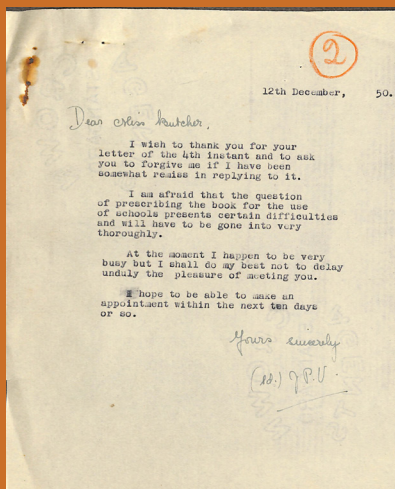 2
12th December, 50.
Dear Miss Butcher,
I wish to thank you for your
letter of the 4th instant and to ask
you to forgive me if I have been
somewhat remiss in replying to it.
I am afraid that the question
of prescribing the book for the use
of schools presents certain difficulties
and will have to be gone into very
thoroughly.
At the moment I happen to be very
busy but I shall do my best not to delay
unduly the pleasure of meeting you.
I hope to be able to make an
appointment within the next ten days
or so.
Yours sincerely
(sd.) J.P.V.